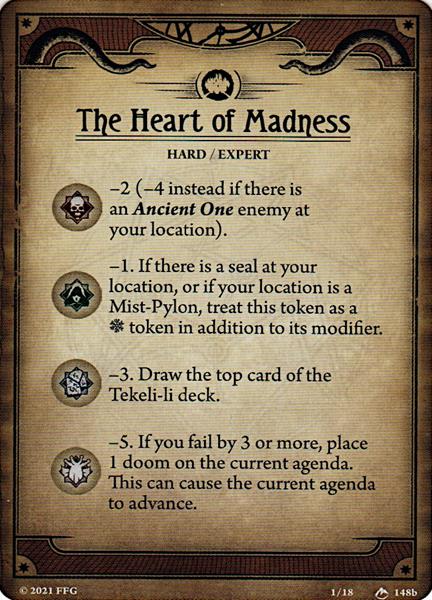 The Heart of Madness
HARD / EXPERT
–2 (–4 instead if there is
an Ancient One enemy at
your location).
–1. If there is a seal at your
location, or if your location is a
Mist-Pylon, treat this token as a
token in addition to its modifier.
–3. Draw the top card of the
Tekeli-li deck.
–5. If you fail by 3 or more, place
1 doom on the current agenda.
This can cause the current agenda
to advance.
© 2021 FFG
1/18
148b